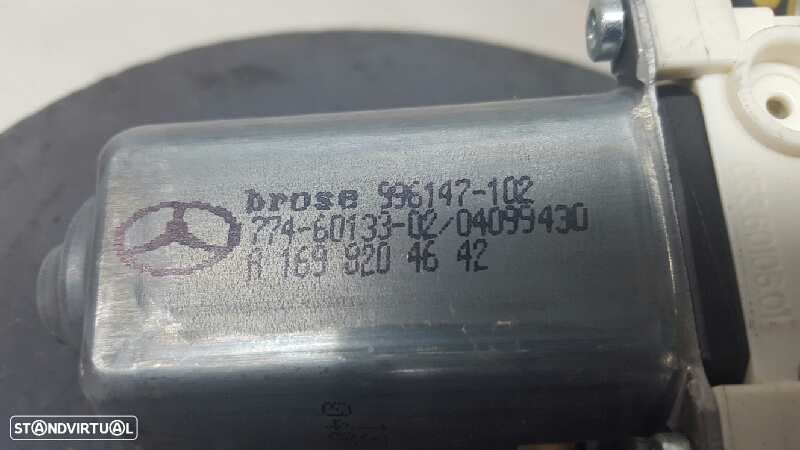 brose 996147-102
774-60133-02/04099430
A 169 820 46 42
STANDVIRTUAL